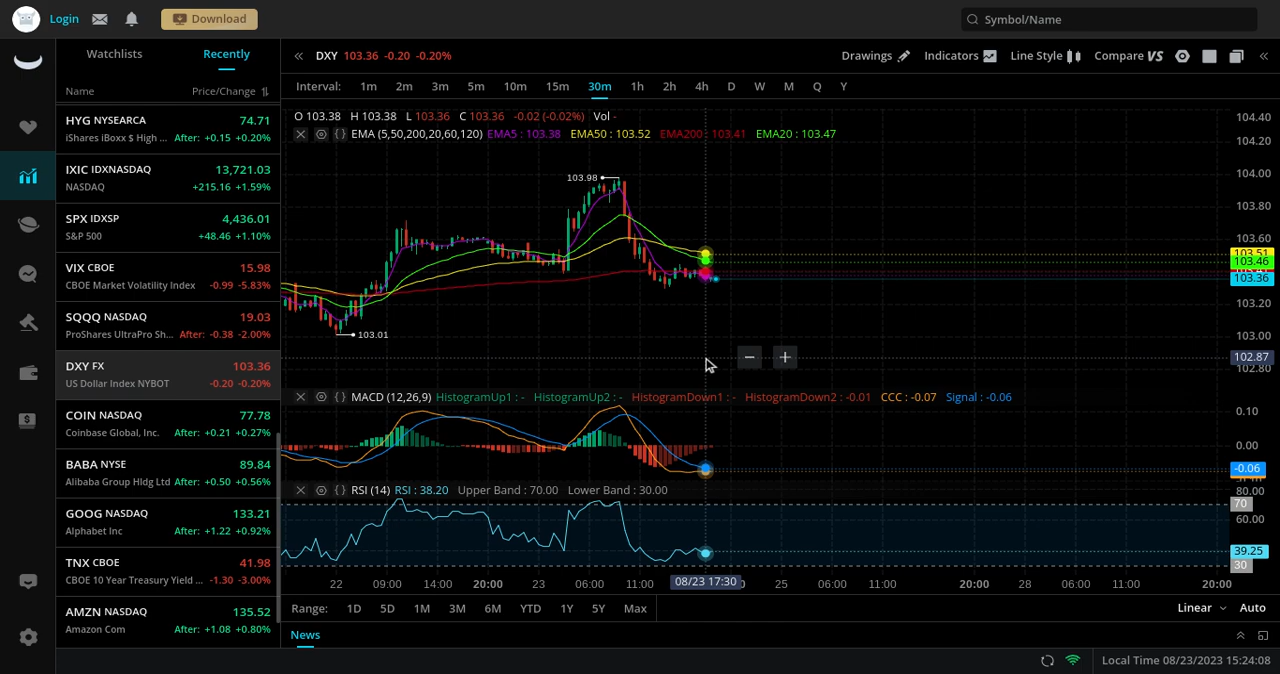 Login
Download
Symbol/Name
Watchlists
Recently
Name
Price/Change
HYG NYSEARCA 74.71
iShares iBoxx $ High ... After: +0.15 +0.20%
IXIC IDXNASDAQ 13,721.03
NASDAQ +215.16 +1.59%
SPX IDXSP 4,436.01
S&P 500 +48.46 +1.10%
VIX CBOE 15.98
CBOE Market Volatility Index -0.99 -5.83%
SQQQ NASDAQ 19.03
ProShares UltraPro Sh... After: -0.38 -2.00%
DXY FX 103.36
US Dollar Index NYBOT -0.20 -0.20%
COIN NASDAQ 77.78
Coinbase Global, Inc. After: +0.21 +0.27%
BABA NYSE 89.84
Alibaba Group Hldg Ltd After: +0.50 +0.56%
GOOG NASDAQ 133.21
Alphabet Inc After: +1.22 +0.92%
TNX CBOE 41.98
CBOE 10 Year Treasury Yield ... -1.30 -3.00%
AMZN NASDAQ 135.52
Amazon Com After: +1.08 +0.80%
DXY 103.36 -0.20 -0.20%
Drawings Indicators Line Style Compare VS
Interval: 1m 2m 3m 5m 10m 15m 30m 1h 2h 4h D W M Q Y
O 103.38 H 103.38 L 103.36 C 103.36 -0.02 (-0.02%) Vol -
EMA (5,50,200,20,60,120) EMA5 : 103.38 EMA50 : 103.52 EMA200 : 103.41 EMA20 : 103.47
103.98
103.01
104.40
104.20
104.00
103.80
103.60
103.51
103.46
103.36
103.20
103.00
102.87
102.80
MACD (12,26,9) HistogramUp1 : - HistogramUp2 : - HistogramDown1 : - HistogramDown2 : -0.01 CCC : -0.07 Signal : -0.06
0.10
0.00
-0.06
RSI (14) RSI : 38.20 Upper Band : 70.00 Lower Band : 30.00
80.00
70
60.00
39.25
30
22 09:00 14:00 20:00 23 06:00 11:00 08/23 17:30 25 06:00 11:00 20:00 28 06:00 11:00 20:00
Range: 1D 5D 1M 3M 6M YTD 1Y 5Y Max
Linear Auto
News
Local Time 08/23/2023 15:24:08